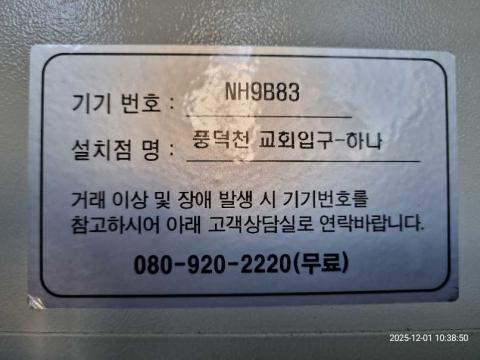 기기 번호 : NH9B83
설치점 명 : 풍덕천 교회입구-하나
거래 이상 및 장애 발생 시 기기번호를
참고하시어 아래 고객상담실로 연락바랍니다.
080-920-2220(무료)
2025-12-01 10:38:50